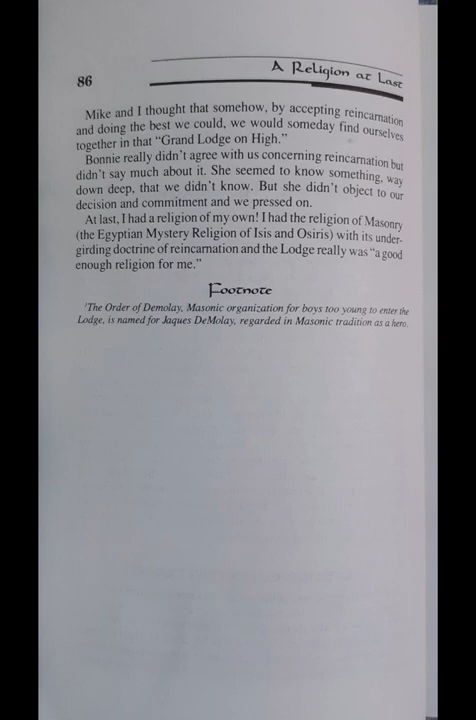 86
A Religion at Last
Mike and I thought that somehow, by accepting reincarnation
and doing the best we could, we would someday find ourselves
together in that “Grand Lodge on High.”
Bonnie really didn’t agree with us concerning reincarnation but
didn’t say much about it. She seemed to know something, way
down deep, that we didn’t know. But she didn’t object to our
decision and commitment and we pressed on.
At last, I had a religion of my own! I had the religion of Masonry
(the Egyptian Mystery Religion of Isis and Osiris) with its under-
girding doctrine of reincarnation and the Lodge really was “a good
enough religion for me.”
Footnote
¹The Order of Demolay, Masonic organization for boys too young to enter the
Lodge, is named for Jaques DeMolay, regarded in Masonic tradition as a hero.